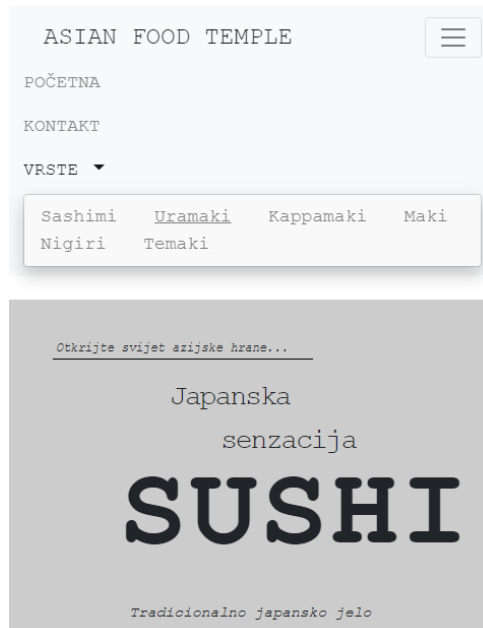 ASIAN FOOD TEMPLE
POČETNA
KONTAKT
VRSTE
Sashimi Uramaki Kappamaki Maki
Nigiri Temaki
Otkrijte svijet azijske hrane...
Japanska
senzacija
SUSHI
Tradicionalno japansko jelo